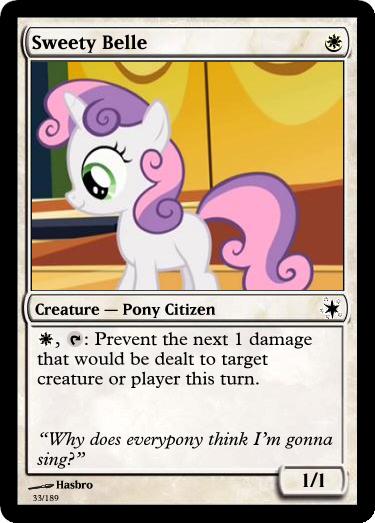 Sweety Belle
Creature — Pony Citizen
, : Prevent the next 1 damage
that would be dealt to target
creature or player this turn.
“Why does everypony think I’m gonna
sing?”
Hasbro
1/1
33/189